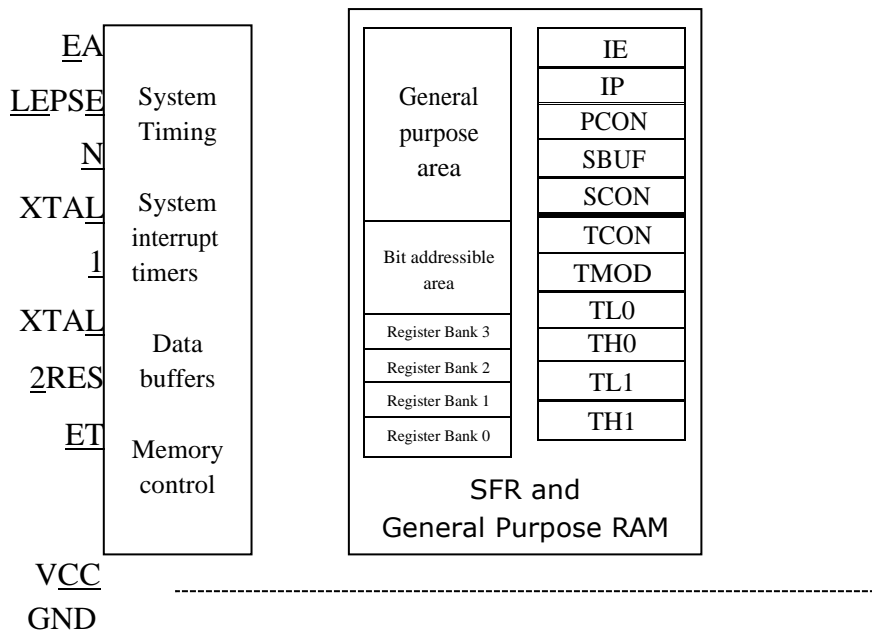 EA
LEPSE
N
XTAL
1
XTAL
2RES
ET
VCC
GND
System
Timing
System
interrupt
timers
Data
buffers
Memory
control
General
purpose
area
Bit addressible
area
Register Bank 3
Register Bank 2
Register Bank 1
Register Bank 0
IE
IP
PCON
SBUF
SCON
TCON
TMOD
TL0
TH0
TL1
TH1
SFR and
General Purpose RAM